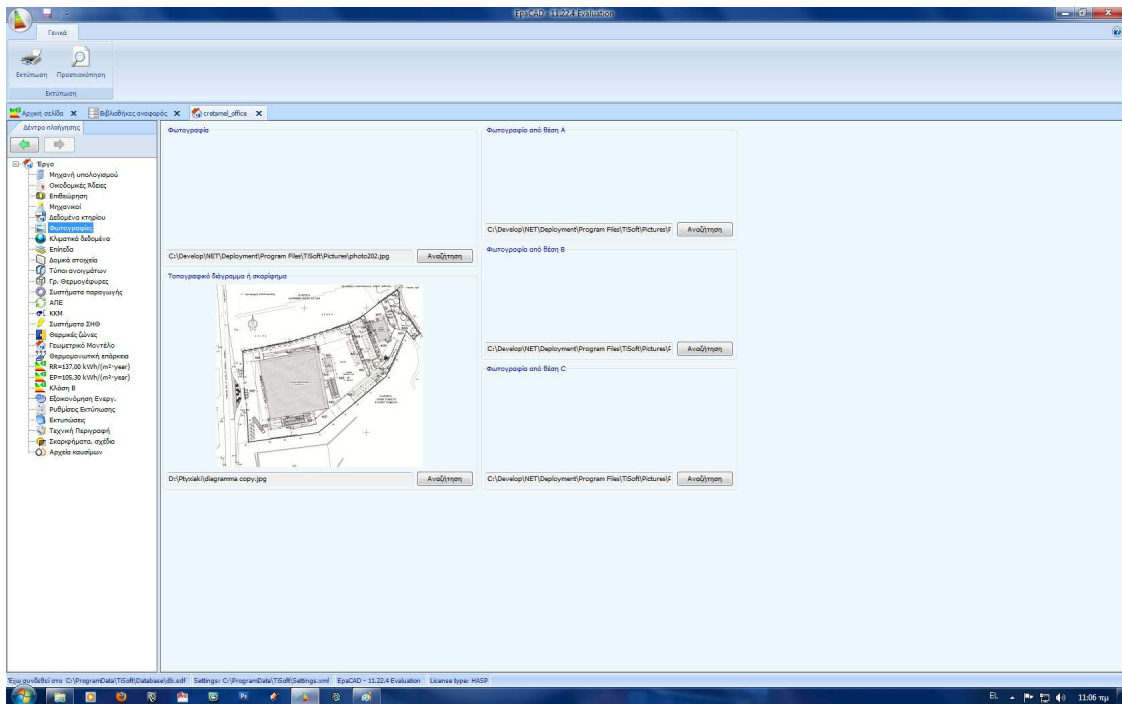 EpaCAD - 11.22.4 Evaluation
Γενικά
Εκτύπωση Προεπισκόπηση
Εκτύπωση
Αρχική σελίδα Βιβλιοθήκες αναφοράς cretamel_office
Δέντρο πλοήγησης
Έργο
Μηχανή υπολογισμού
Οικοδομικές Άδειες
Επιθεώρηση
Μηχανικοί
Δεδομένα κτηρίου
Φωτογραφίες
Κλιματικά δεδομένα
Επίπεδα
Δομικά στοιχεία
Τύποι ανοιγμάτων
Γρ. Θερμογέφυρες
Συστήματα παραγωγής
ΑΠΕ
ΚΚΜ
Συστήματα ΣΗΘ
Θερμικές ζώνες
Γεωμετρικό Μοντέλο
Θερμομονωτική επάρκεια
RR=137,00 kWh/(m²·year)
EP=105,30 kWh/(m²·year)
Κλάση B
Εξοικονόμηση Ενεργ.
Ρυθμίσεις Εκτύπωσης
Εκτυπώσεις
Τεχνική Περιγραφή
Σκαριφήματα, σχέδια
Αρχείο καυσίμων
Φωτογραφία
C:\Develop\NET\Deployment\Program Files\TiSoft\Pictures\photo202.jpg Αναζήτηση
Τοπογραφικό διάγραμμα ή σκαρίφημα
D:\Ptyxiaki\diagramma copy.jpg Αναζήτηση
Φωτογραφία από θέση A
C:\Develop\NET\Deployment\Program Files\TiSoft\Pictures\F Αναζήτηση
Φωτογραφία από θέση B
C:\Develop\NET\Deployment\Program Files\TiSoft\Pictures\F Αναζήτηση
Φωτογραφία από θέση C
C:\Develop\NET\Deployment\Program Files\TiSoft\Pictures\F Αναζήτηση
Έχω συνδεθεί στο C:\ProgramData\TiSoft\Database\db.sdf Settings: C:\ProgramData\TiSoft\Settings.xml EpaCAD - 11.22.4 Evaluation License type: HASP
EL 11:06 πμ